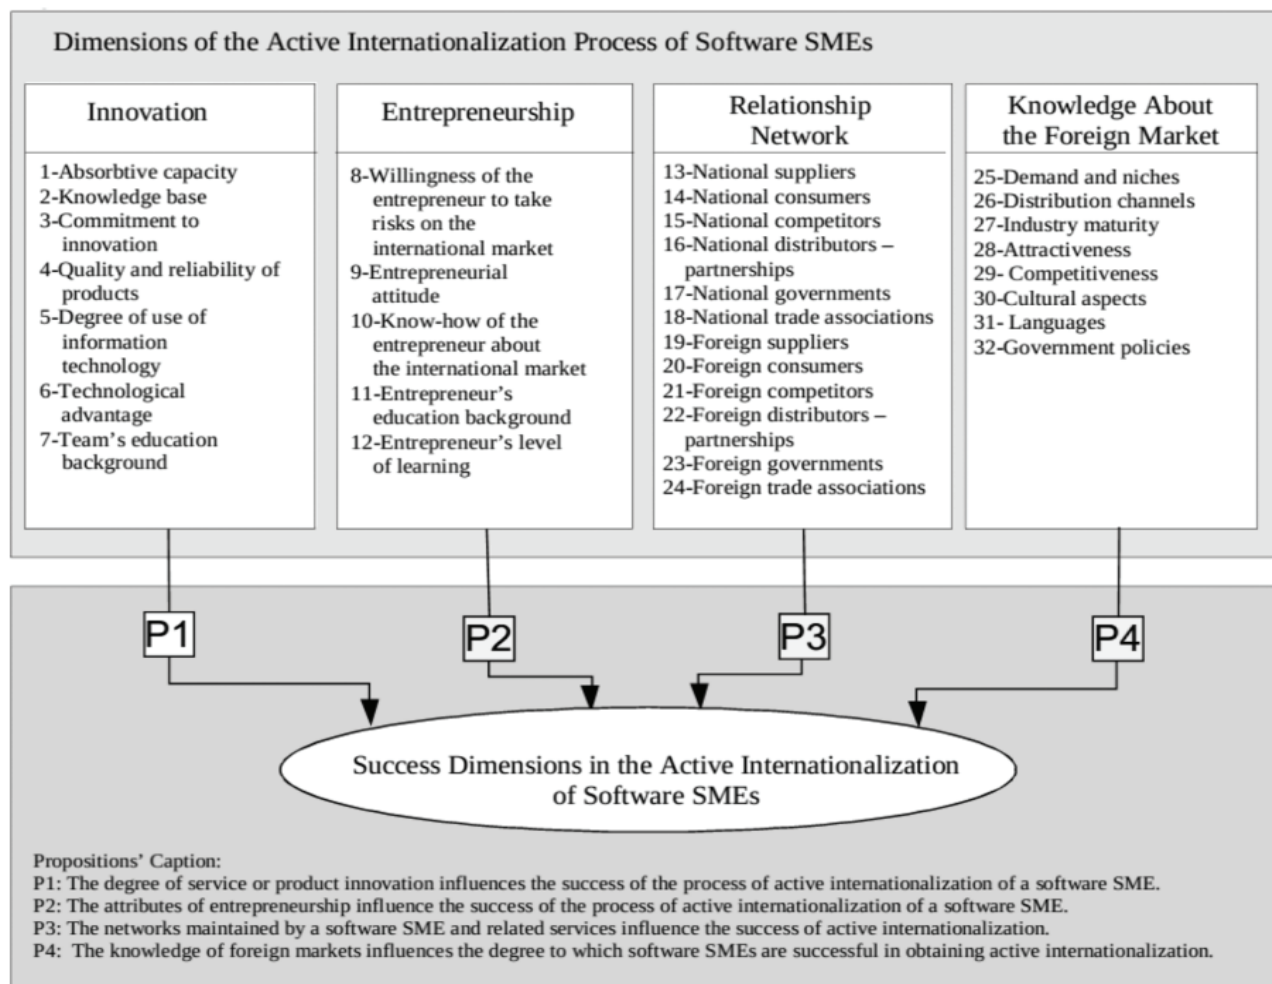 Dimensions of the Active Internationalization Process of Software SMEs
Innovation
1-Absorbtive capacity
2-Knowledge base
3-Commitment to
innovation
4-Quality and reliability of
products
5-Degree of use of
information
technology
6-Technological
advantage
7-Team's education
background
Entrepreneurship
8-Willingness of the
entrepreneur to take
risks on the
international market
9-Entrepreneurial
attitude
10-Know-how of the
entrepreneur about
the international market
11-Entrepreneur's
education background
12-Entrepreneur's level
of learning
Relationship
Network
13-National suppliers
14-National consumers
15-National competitors
16-National distributors –
partnerships
17-National governments
18-National trade associations
19-Foreign suppliers
20-Foreign consumers
21-Foreign competitors
22-Foreign distributors –
partnerships
23-Foreign governments
24-Foreign trade associations
Knowledge About
the Foreign Market
25-Demand and niches
26-Distribution channels
27-Industry maturity
28-Attractiveness
29- Competitiveness
30-Cultural aspects
31- Languages
32-Government policies
P1
P2
P3
P4
Success Dimensions in the Active Internationalization
of Software SMEs
Propositions' Caption:
P1: The degree of service or product innovation influences the success of the process of active internationalization of a software SME.
P2: The attributes of entrepreneurship influence the success of the process of active internationalization of a software SME.
P3: The networks maintained by a software SME and related services influence the success of active internationalization.
P4: The knowledge of foreign markets influences the degree to which software SMEs are successful in obtaining active internationalization.